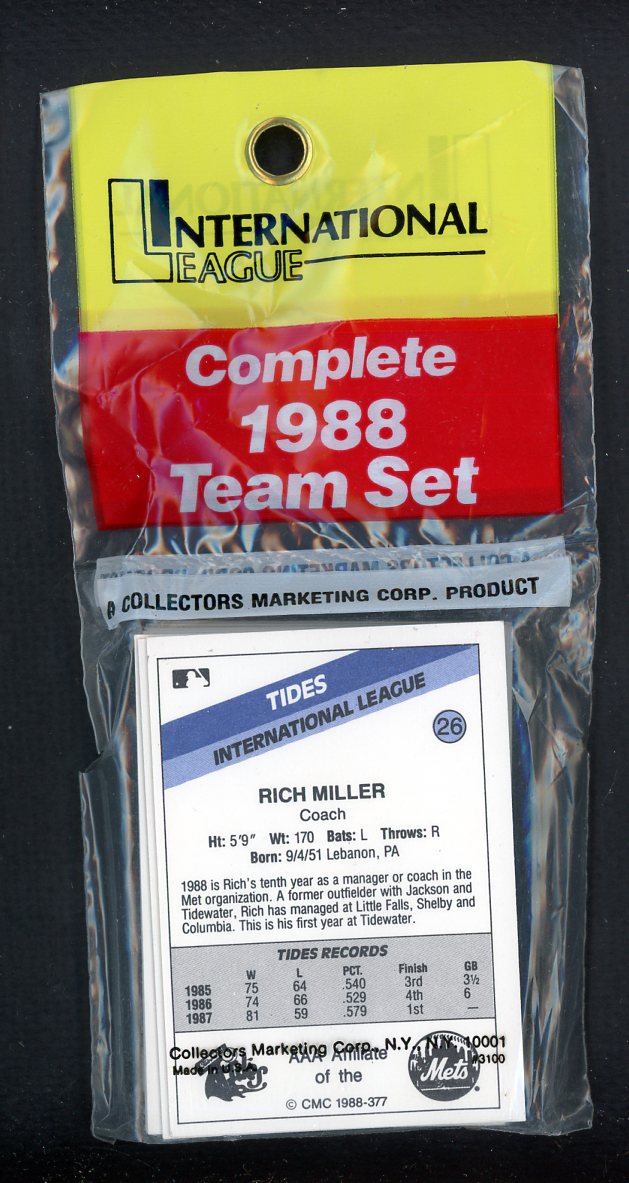 INTERNATIONAL
LEAGUE
Complete
1988
Team Set
A COLLECTORS MARKETING CORP. PRODUCT
TIDES
INTERNATIONAL LEAGUE
26
RICH MILLER
Coach
Ht: 5'9" Wt: 170 Bats: L Throws: R
Born: 9/4/51 Lebanon, PA
1988 is Rich's tenth year as a manager or coach in the
Met organization. A former outfielder with Jackson and
Tidewater, Rich has managed at Little Falls, Shelby and
Columbia. This is his first year at Tidewater.
TIDES RECORDS
W L PCT. Finish GB
1985 75 64 .540 3rd 3½
1986 74 66 .529 4th 6
1987 81 59 .579 1st —
Collectors Marketing Corp., N.Y., N.Y. 10001
Made in U.S.A. #3100
AAA Affiliate
of the
Mets
© CMC 1988-377